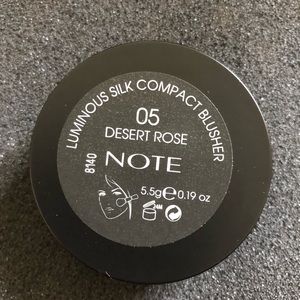 LUMINOUS SILK COMPACT BLUSHER
05
DESERT ROSE
NOTE
8140
5.5g℮0.19 oz